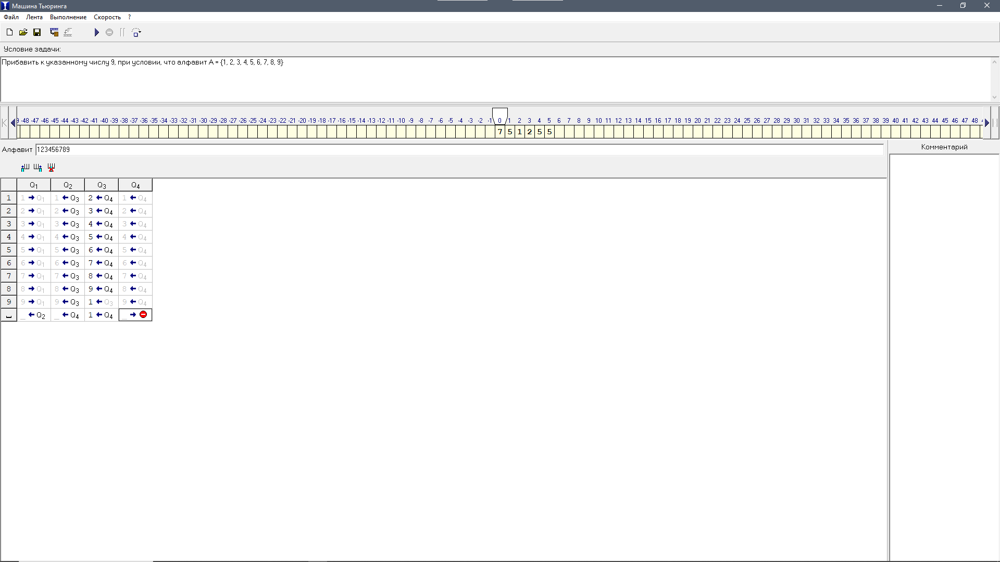 Машина Тьюринга
Файл Лента Выполнение Скорость ?
Условие задачи:
Прибавить к указанному числу 9, при условии, что алфавит A = {1, 2, 3, 4, 5, 6, 7, 8, 9}
-48 -47 -46 -45 -44 -43 -42 -41 -40 -39 -38 -37 -36 -35 -34 -33 -32 -31 -30 -29 -28 -27 -26 -25 -24 -23 -22 -21 -20 -19 -18 -17 -16 -15 -14 -13 -12 -11 -10 -9 -8 -7 -6 -5 -4 -3 -2 -1 0 1 2 3 4 5 6 7 8 9 10 11 12 13 14 15 16 17 18 19 20 21 22 23 24 25 26 27 28 29 30 31 32 33 34 35 36 37 38 39 40 41 42 43 44 45 46 47 48
7 5 1 2 5 5
Алфавит 123456789
Комментарий
Q1 Q2 Q3 Q4
1 1 → Q1 1 ← Q3 2 ← Q4 1 ← Q4
2 2 → Q1 2 ← Q3 3 ← Q4 2 ← Q4
3 3 → Q1 3 ← Q3 4 ← Q4 3 ← Q4
4 4 → Q1 4 ← Q3 5 ← Q4 4 ← Q4
5 5 → Q1 5 ← Q3 6 ← Q4 5 ← Q4
6 6 → Q1 6 ← Q3 7 ← Q4 6 ← Q4
7 7 → Q1 7 ← Q3 8 ← Q4 7 ← Q4
8 8 → Q1 8 ← Q3 9 ← Q4 8 ← Q4
9 9 → Q1 9 ← Q3 1 ← Q3 9 ← Q4
␣ _ ← Q2 _ ← Q4 1 ← Q4 _ →